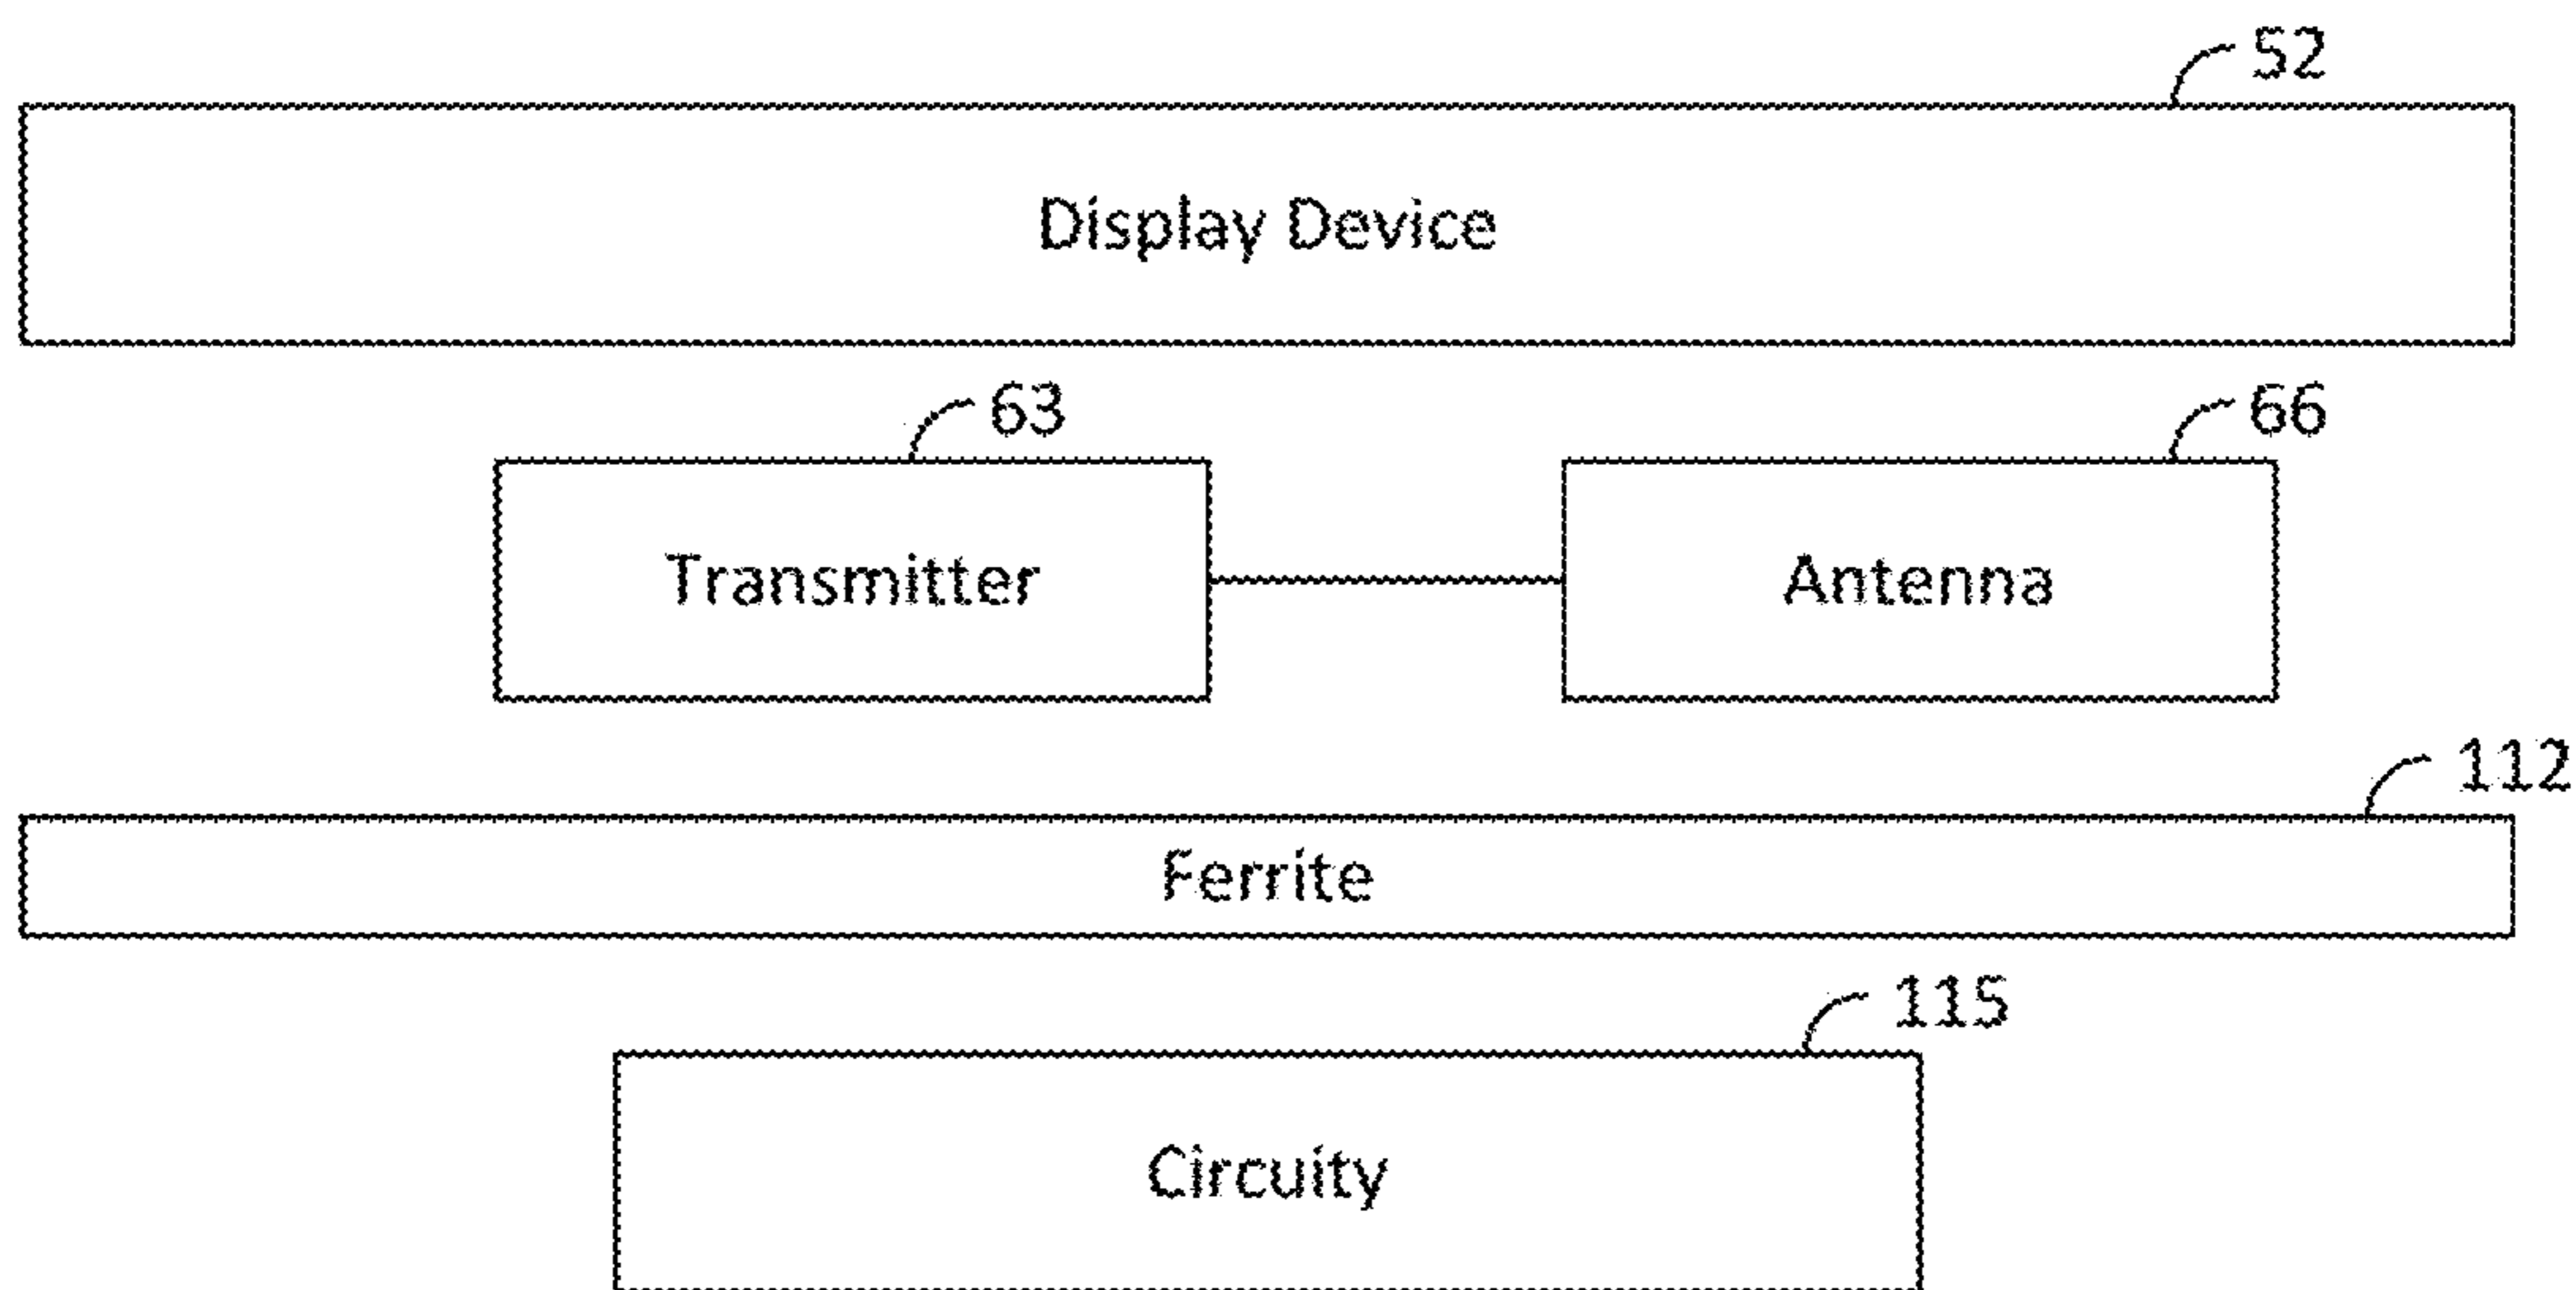 52
Display Device
63
66
Transmitter
Antenna
112
Ferrite
115
Circuity